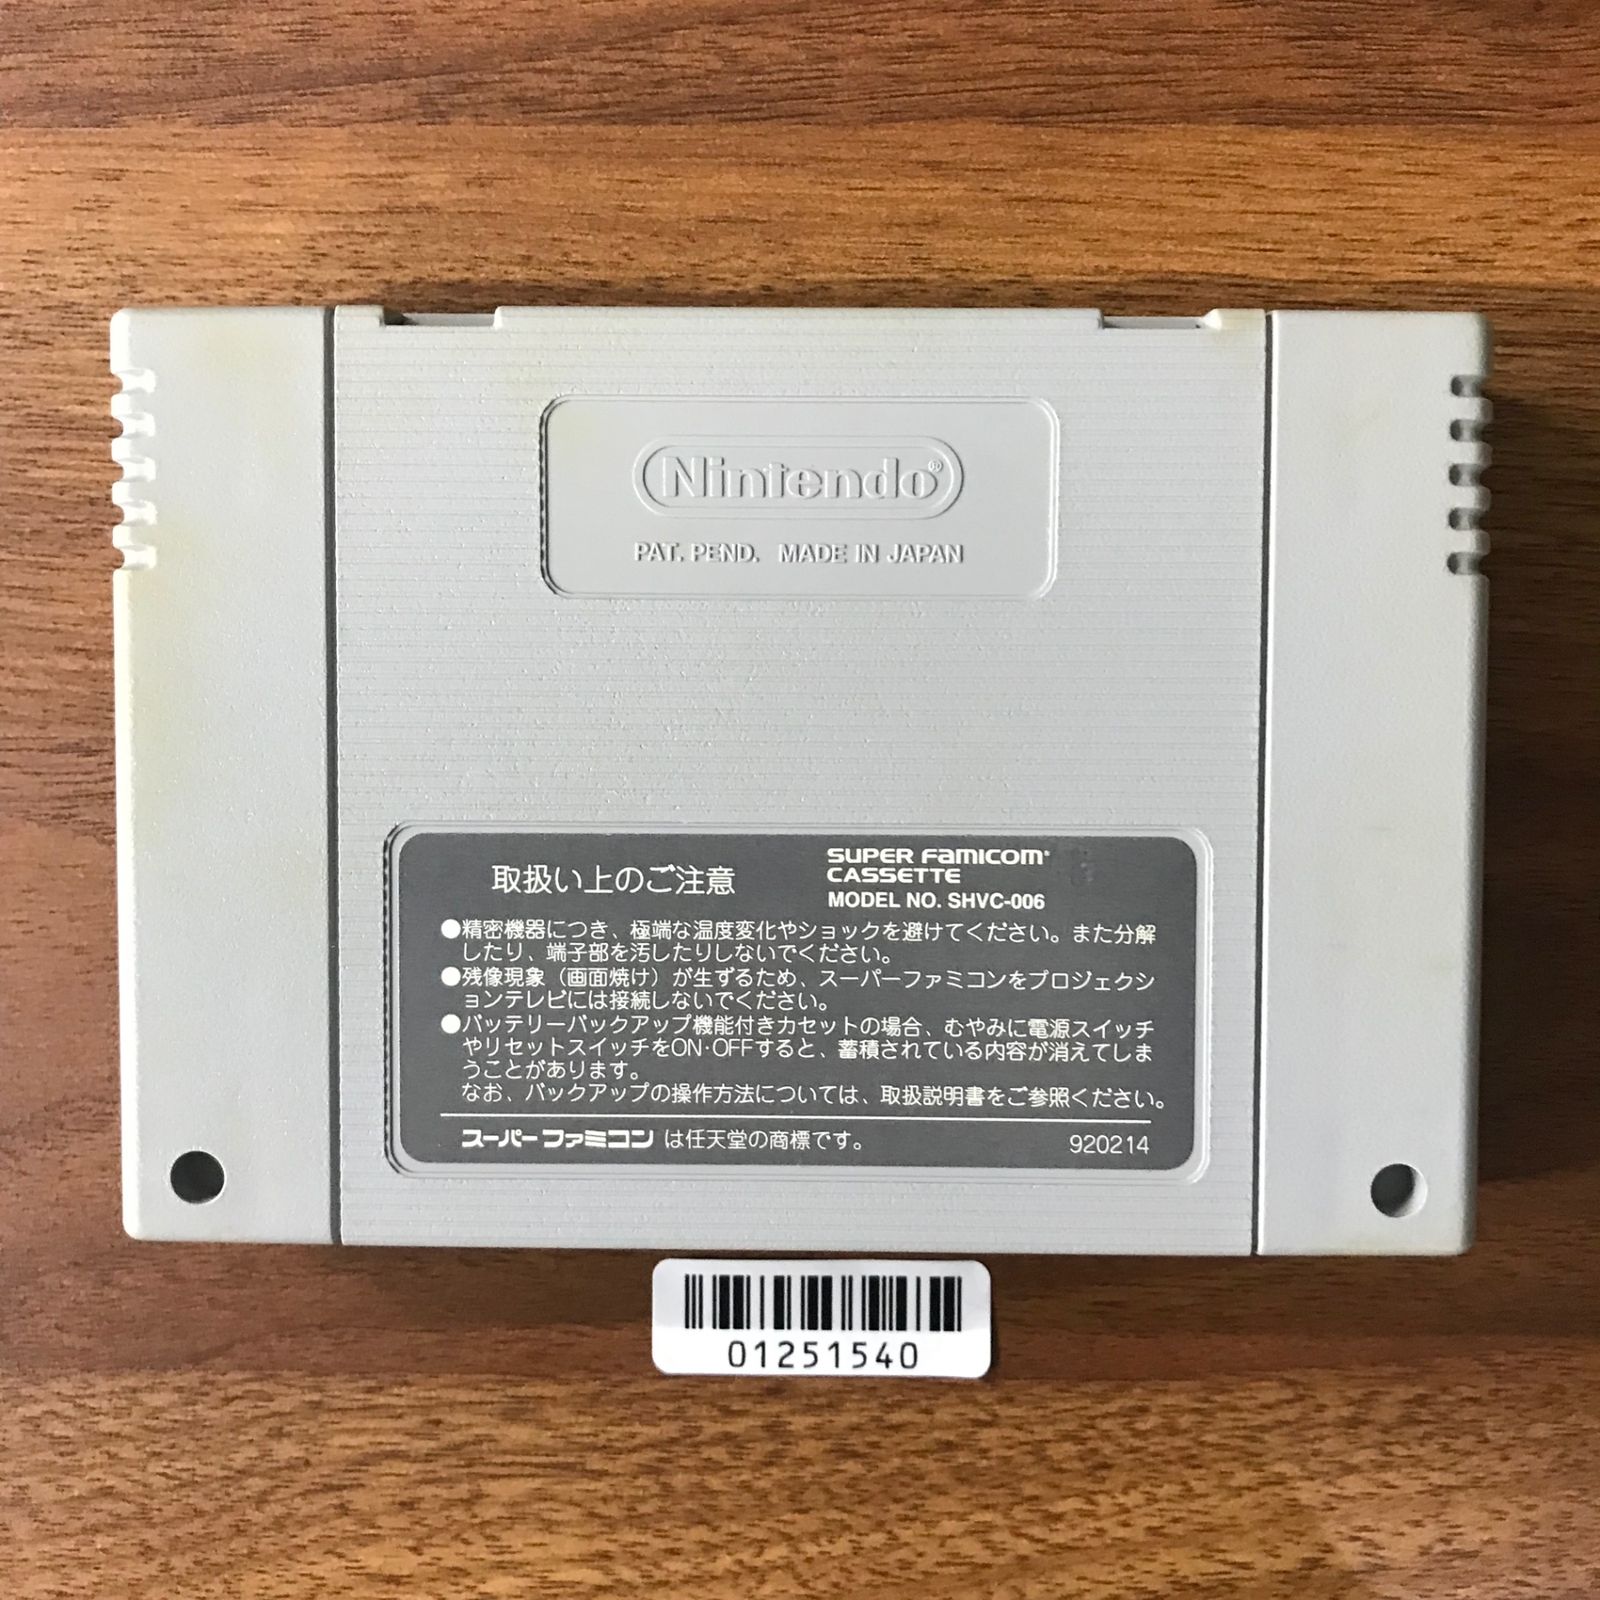 Nintendo®
PAT. PEND. MADE IN JAPAN
取扱い上のご注意
SUPER FAMICOM®
CASSETTE
MODEL NO. SHVC-006
●精密機器につき、極端な温度変化やショックを避けてください。また分解
したり、端子部を汚したりしないでください。
●残像現象（画面焼け）が生ずるため、スーパーファミコンをプロジェクシ
ョンテレビには接続しないでください。
●バッテリーバックアップ機能付きカセットの場合、むやみに電源スイッチ
やリセットスイッチをON·OFFすると、蓄積されている内容が消えてしま
うことがあります。
なお、バックアップの操作方法については、取扱説明書をご参照ください。
スーパーファミコン は任天堂の商標です。 920214
01251540